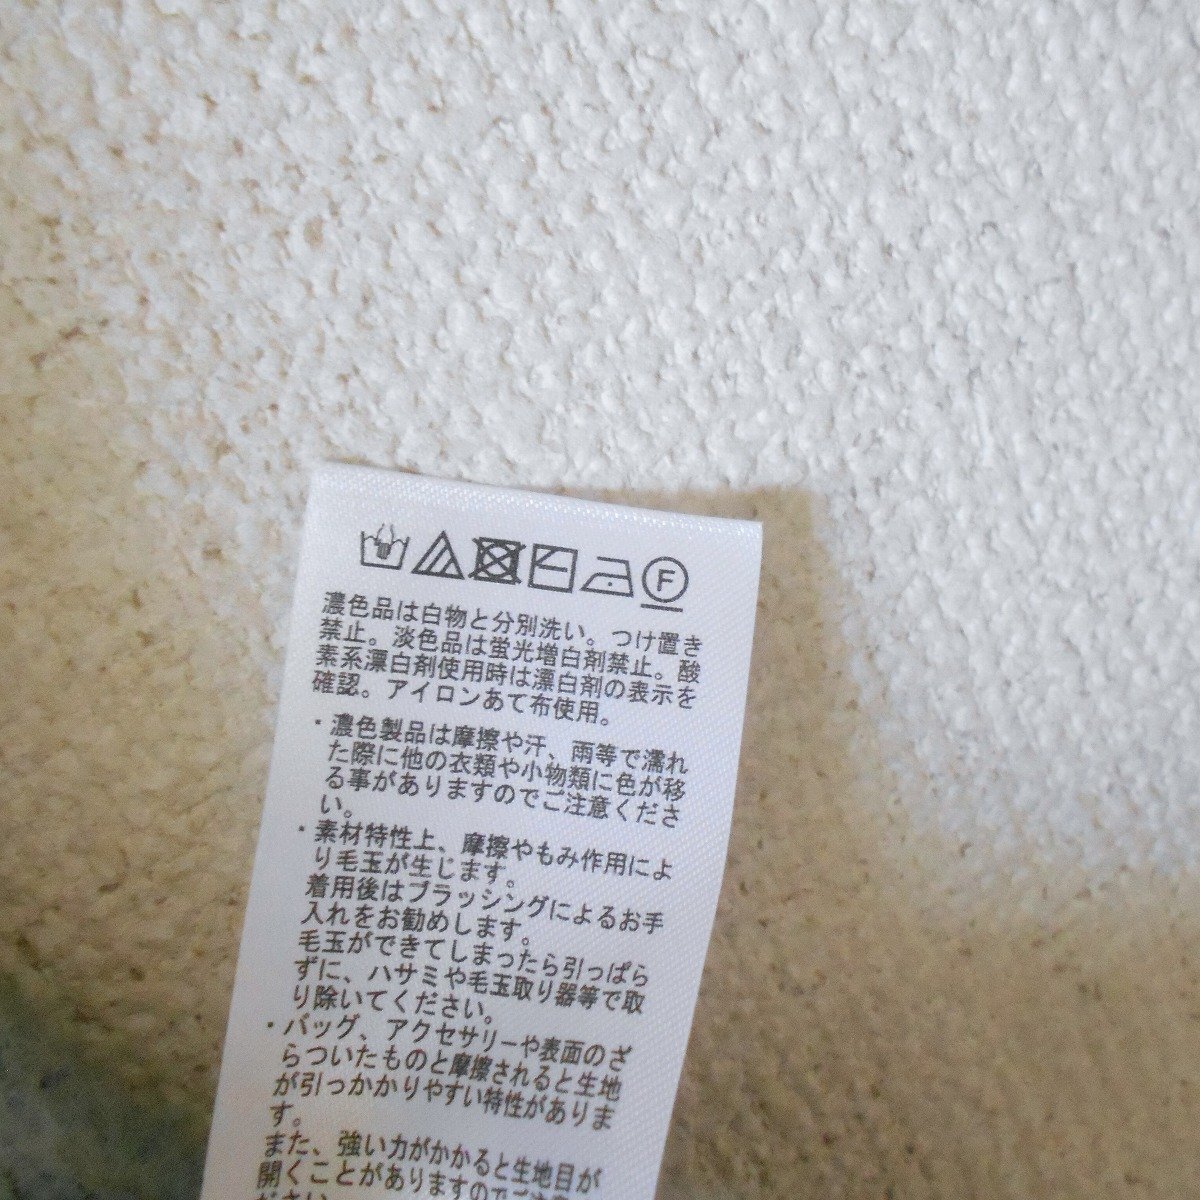 F
濃色品は白物と分別洗い。つけ置き
禁止。淡色品は蛍光増白剤禁止。酸
素系漂白剤使用時は漂白剤の表示を
確認。アイロンあて布使用。
・濃色製品は摩擦や汗、雨等で濡れ
た際に他の衣類や小物類に色が移
る事がありますのでご注意くださ
い。
・素材特性上、摩擦やもみ作用によ
り毛玉が生じます。
着用後はブラッシングによるお手
入れをお勧めします。
毛玉ができてしまったら引っぱら
ずに、ハサミや毛玉取り器等で取
り除いてください。
・バッグ、アクセサリーや表面のざ
らついたものと摩擦されると生地
が引っかかりやすい特性がありま
す。
また、強い力がかかると生地目が
開くことがありますのでご注意
ださい